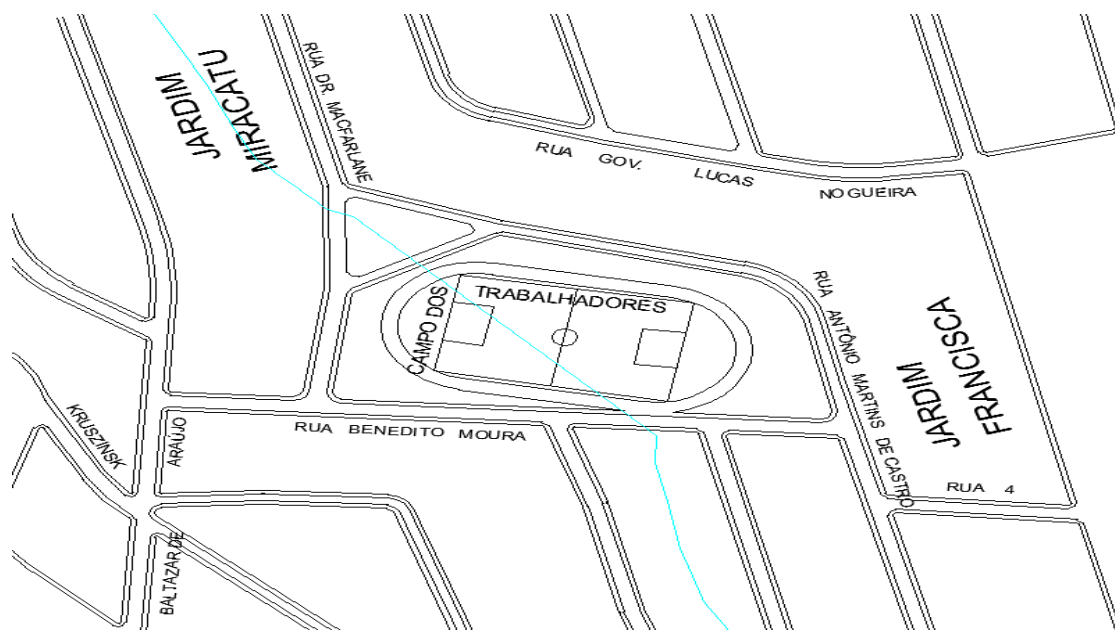 JARDIM
MIRACATU
RUA DR. MACFARLANE
RUA GOV. LUCAS NOGUEIRA
CAMPO DOS
TRABALHADORES
RUA ANTÔNIO MARTINS DE CASTRO
JARDIM
FRANCISCA
KRUSZINSK
ARAÚJO
RUA BENEDITO MOURA
RUA 4
BALTAZAR DE